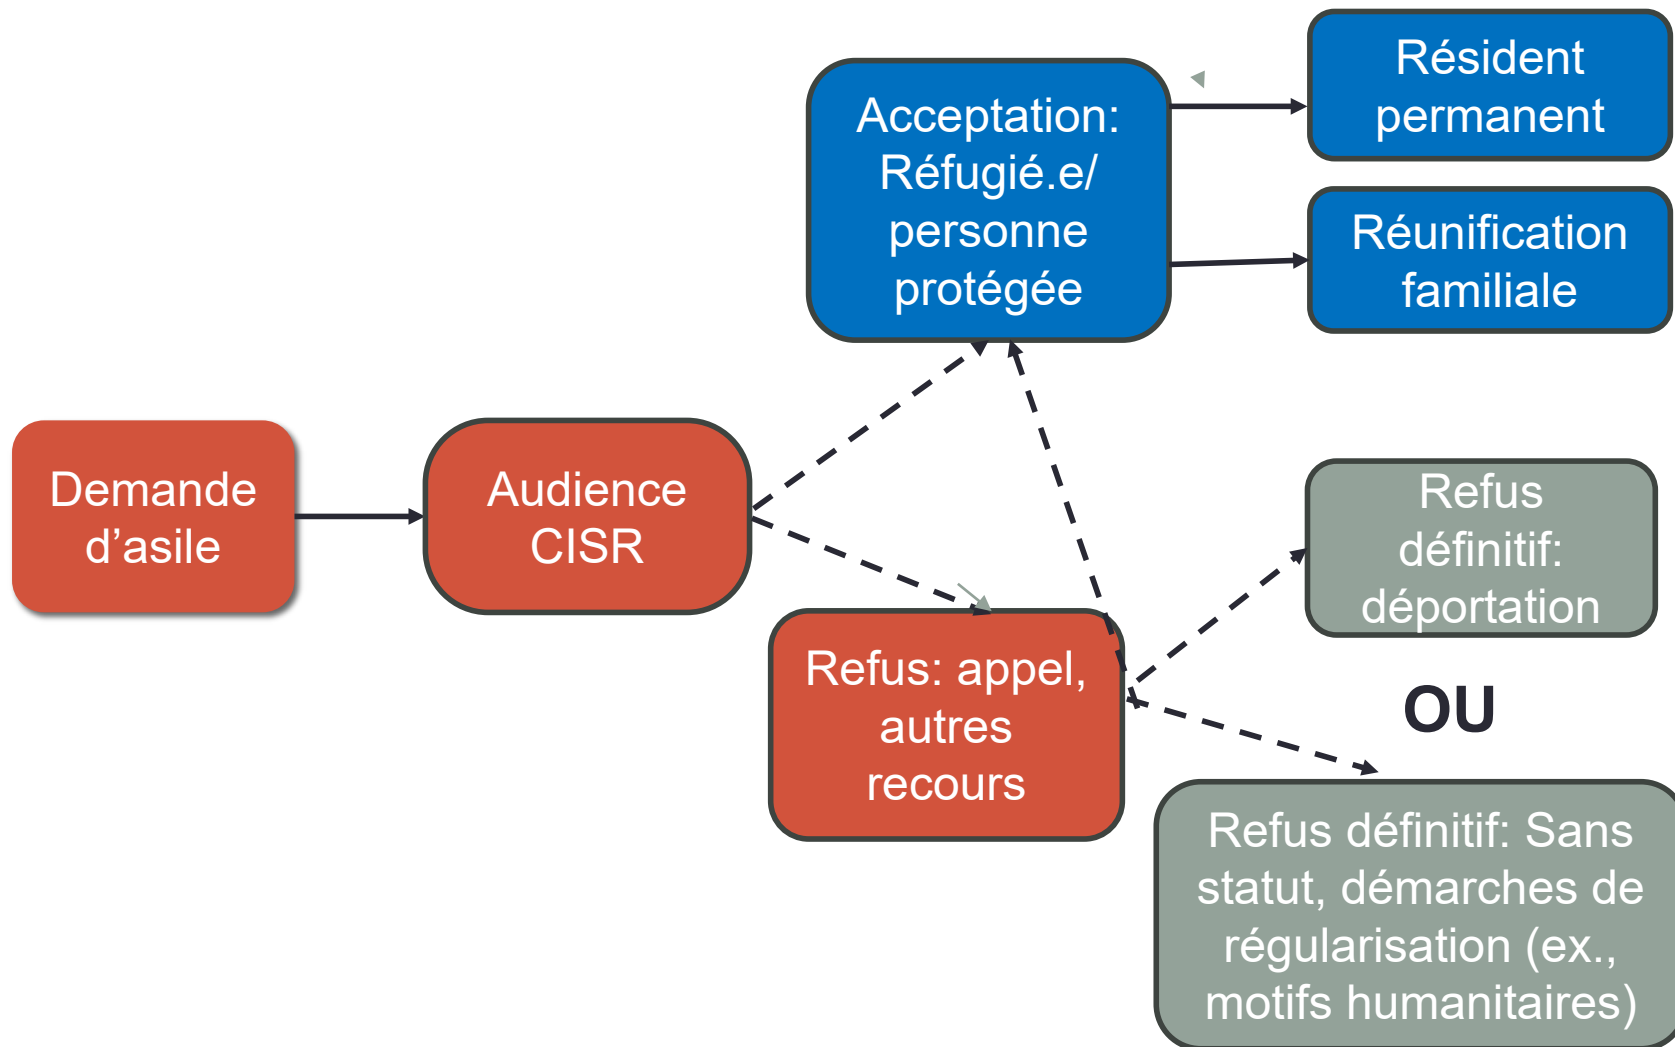 Demande
d’asile
Audience
CISR
Acceptation:
Réfugié.e/
personne
protégée
Résident
permanent
Réunification
familiale
Refus: appel,
autres
recours
Refus
définitif:
déportation
OU
Refus définitif: Sans
statut, démarches de
régularisation (ex.,
motifs humanitaires)